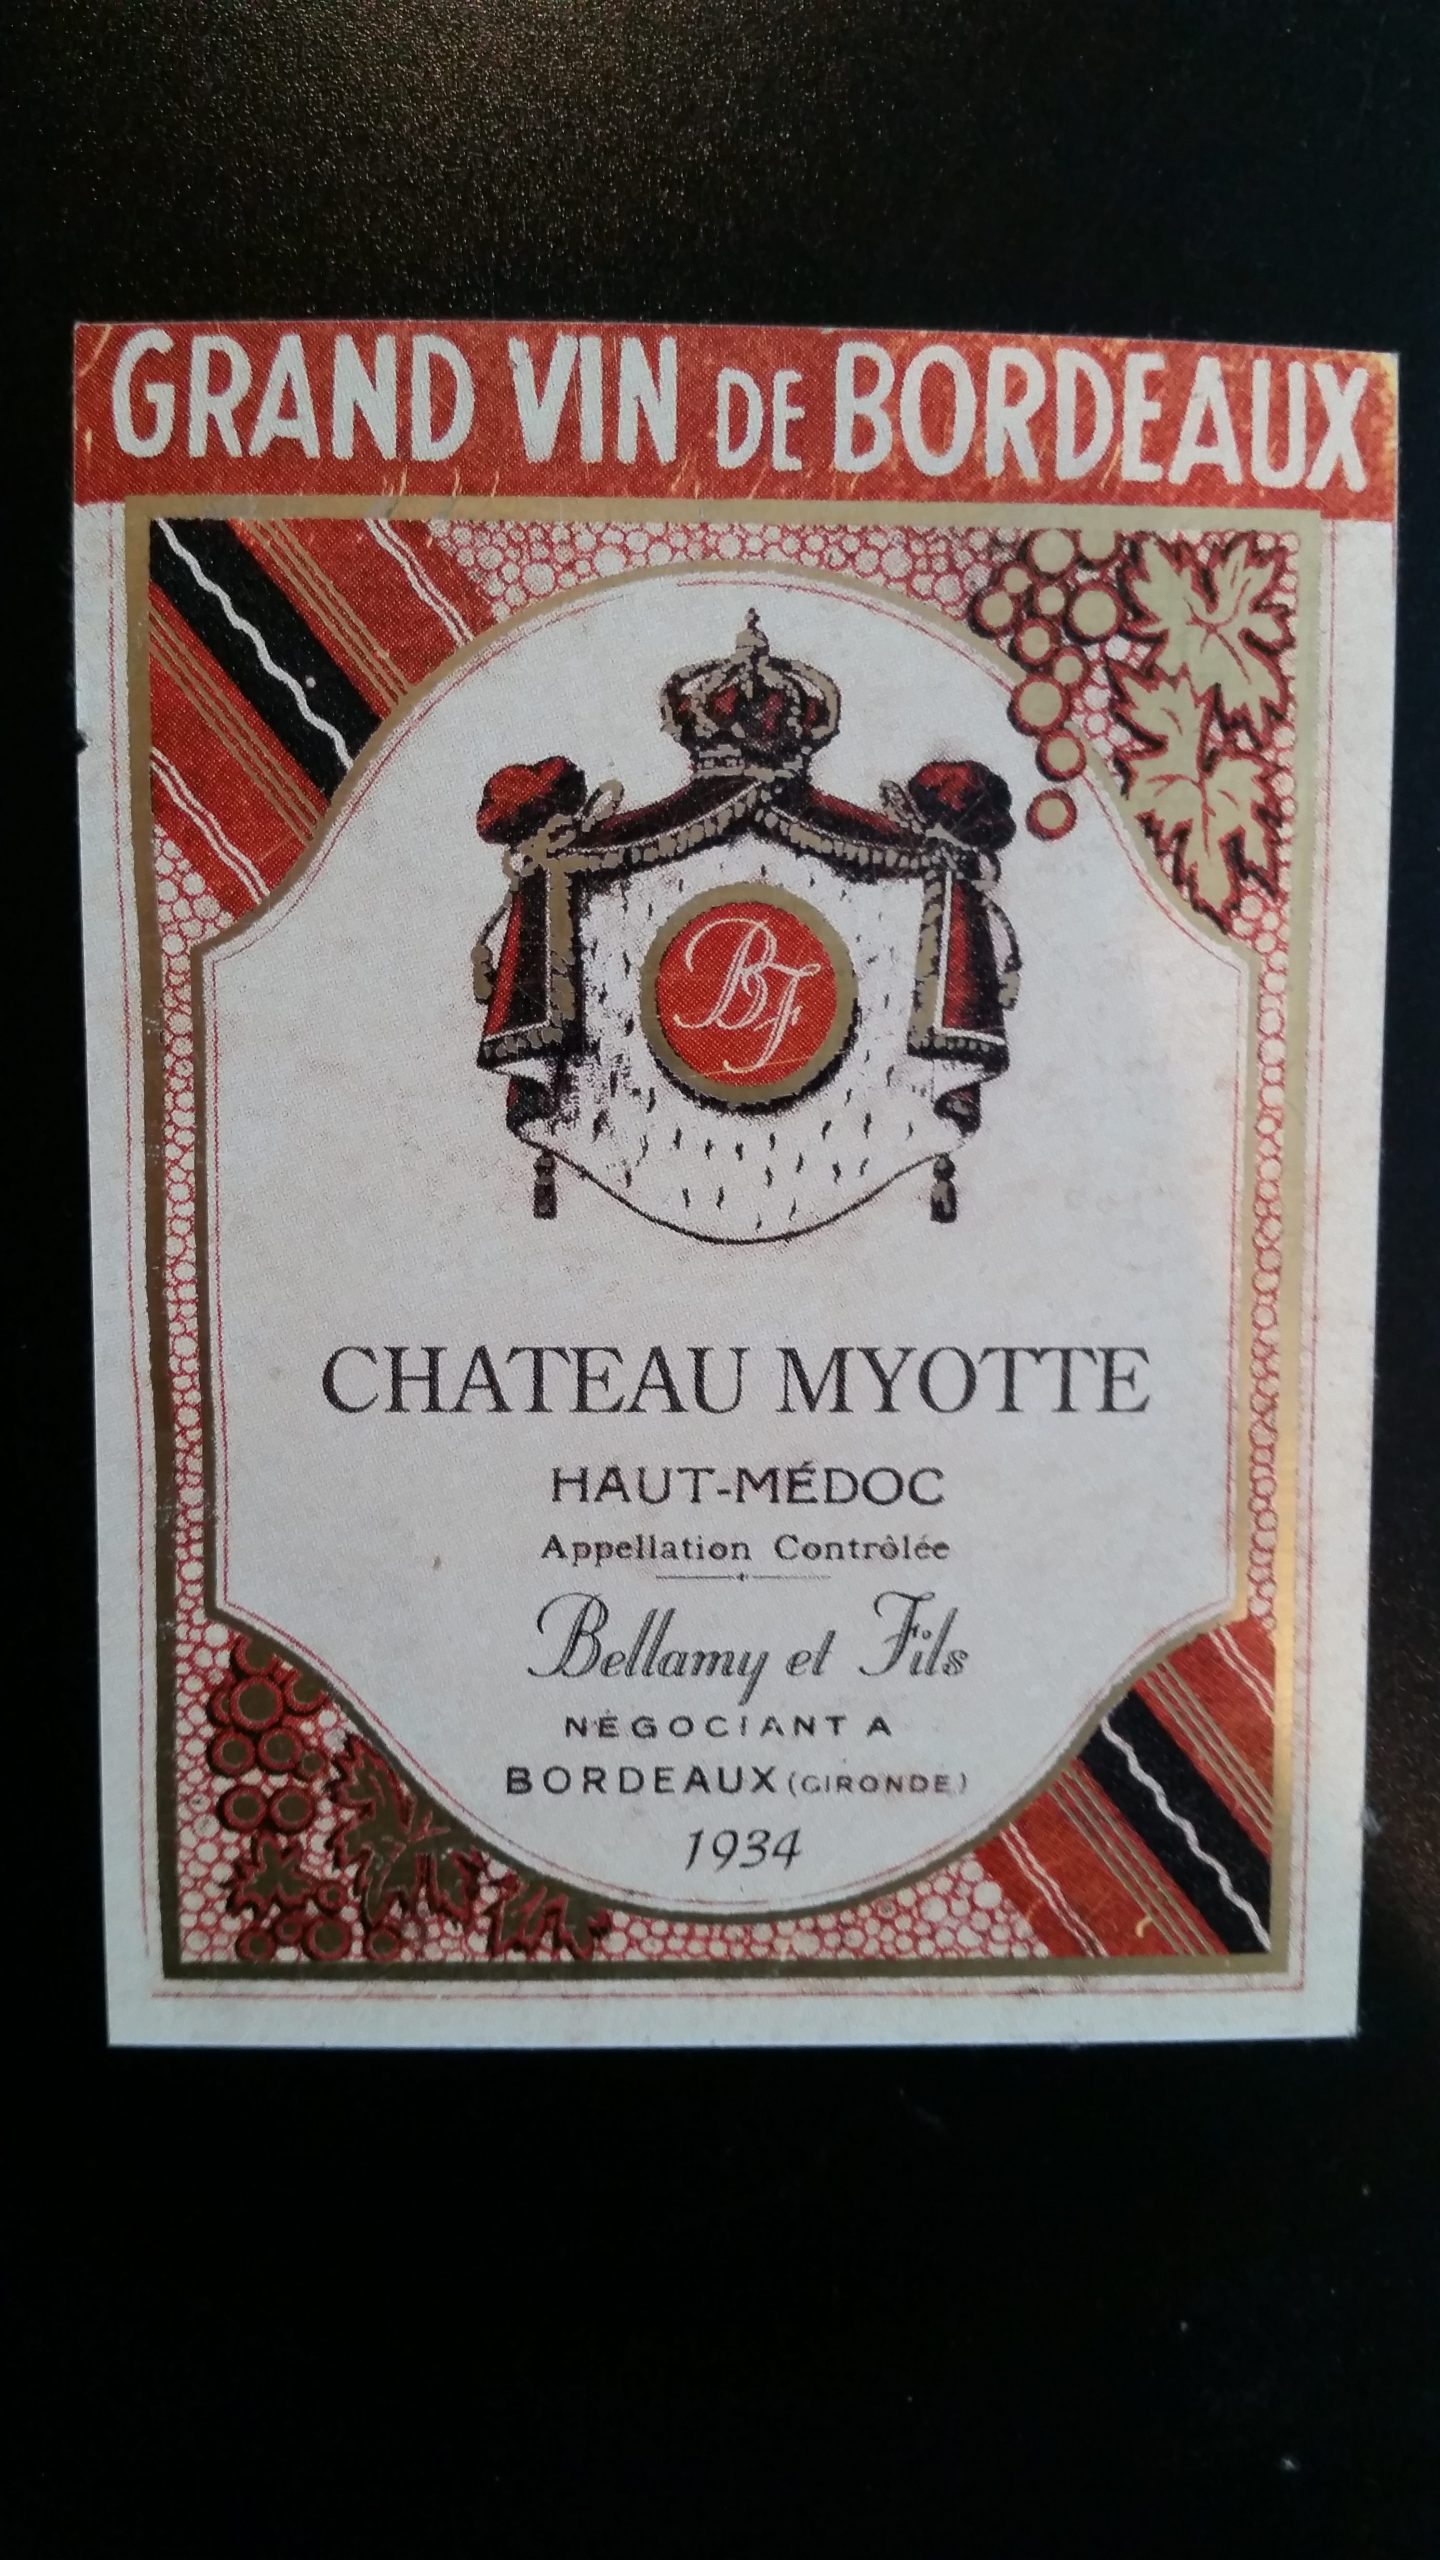 GRAND VIN DE BORDEAUX
BF
CHATEAU MYOTTE
HAUT-MÉDOC
Appellation Contrôlée
Bellamy et Fils
NÉGOCIANT A
BORDEAUX (GIRONDE)
1934